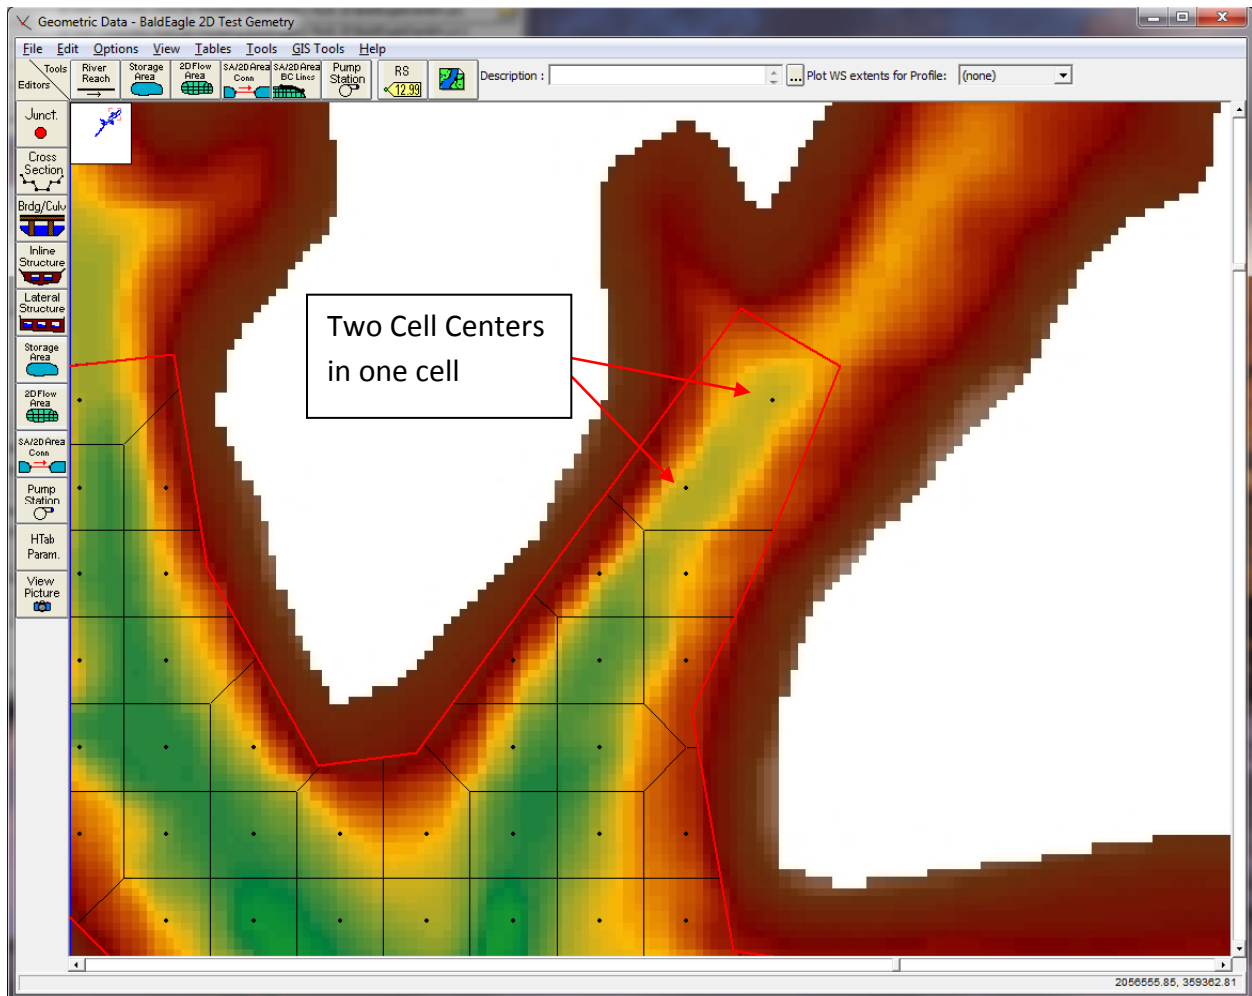 Geometric Data - BaldEagle 2D Test Gemetry
File Edit Options View Tables Tools GIS Tools Help
Tools
Editors
River
Reach
Storage
Area
2D Flow
Area
SA/2D Area
Conn
SA/2D Area
BC Lines
Pump
Station
RS
12.99
Description :
...
Plot WS extents for Profile:
(none)
Junct.
Cross
Section
Brdg/Culv
Inline
Structure
Lateral
Structure
Storage
Area
2D Flow
Area
SA/2D Area
Conn
Pump
Station
HTab
Param.
View
Picture
Two Cell Centers
in one cell
2056555.85, 359362.81